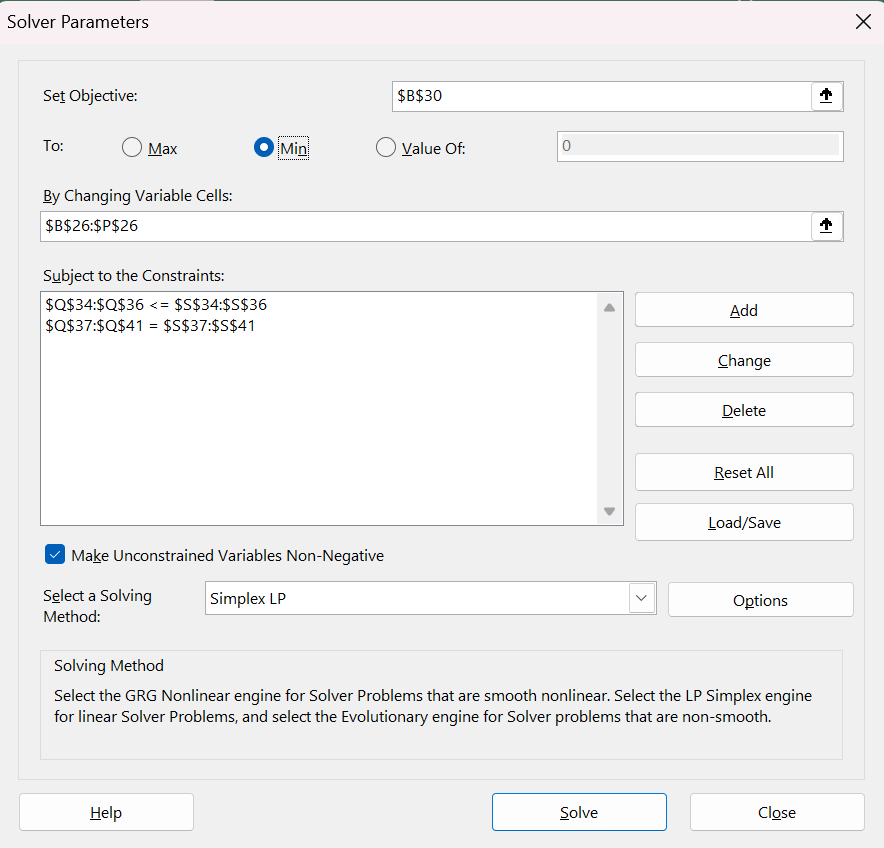 Solver Parameters
Set Objective:
$B$30
To:
Max
Min
Value Of:
0
By Changing Variable Cells:
$B$26:$P$26
Subject to the Constraints:
$Q$34:$Q$36 <= $S$34:$S$36
$Q$37:$Q$41 = $S$37:$S$41
Add
Change
Delete
Reset All
Load/Save
Make Unconstrained Variables Non-Negative
Select a Solving
Method:
Simplex LP
Options
Solving Method
Select the GRG Nonlinear engine for Solver Problems that are smooth nonlinear. Select the LP Simplex engine
for linear Solver Problems, and select the Evolutionary engine for Solver problems that are non-smooth.
Help
Solve
Close